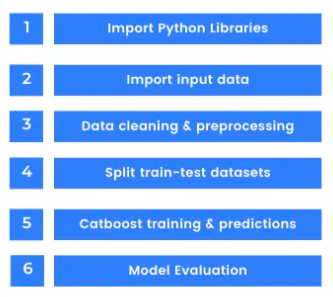 1 Import Python Libraries
2 Import input data
3 Data cleaning & preprocessing
4 Split train-test datasets
5 Catboost training & predictions
6 Model Evaluation